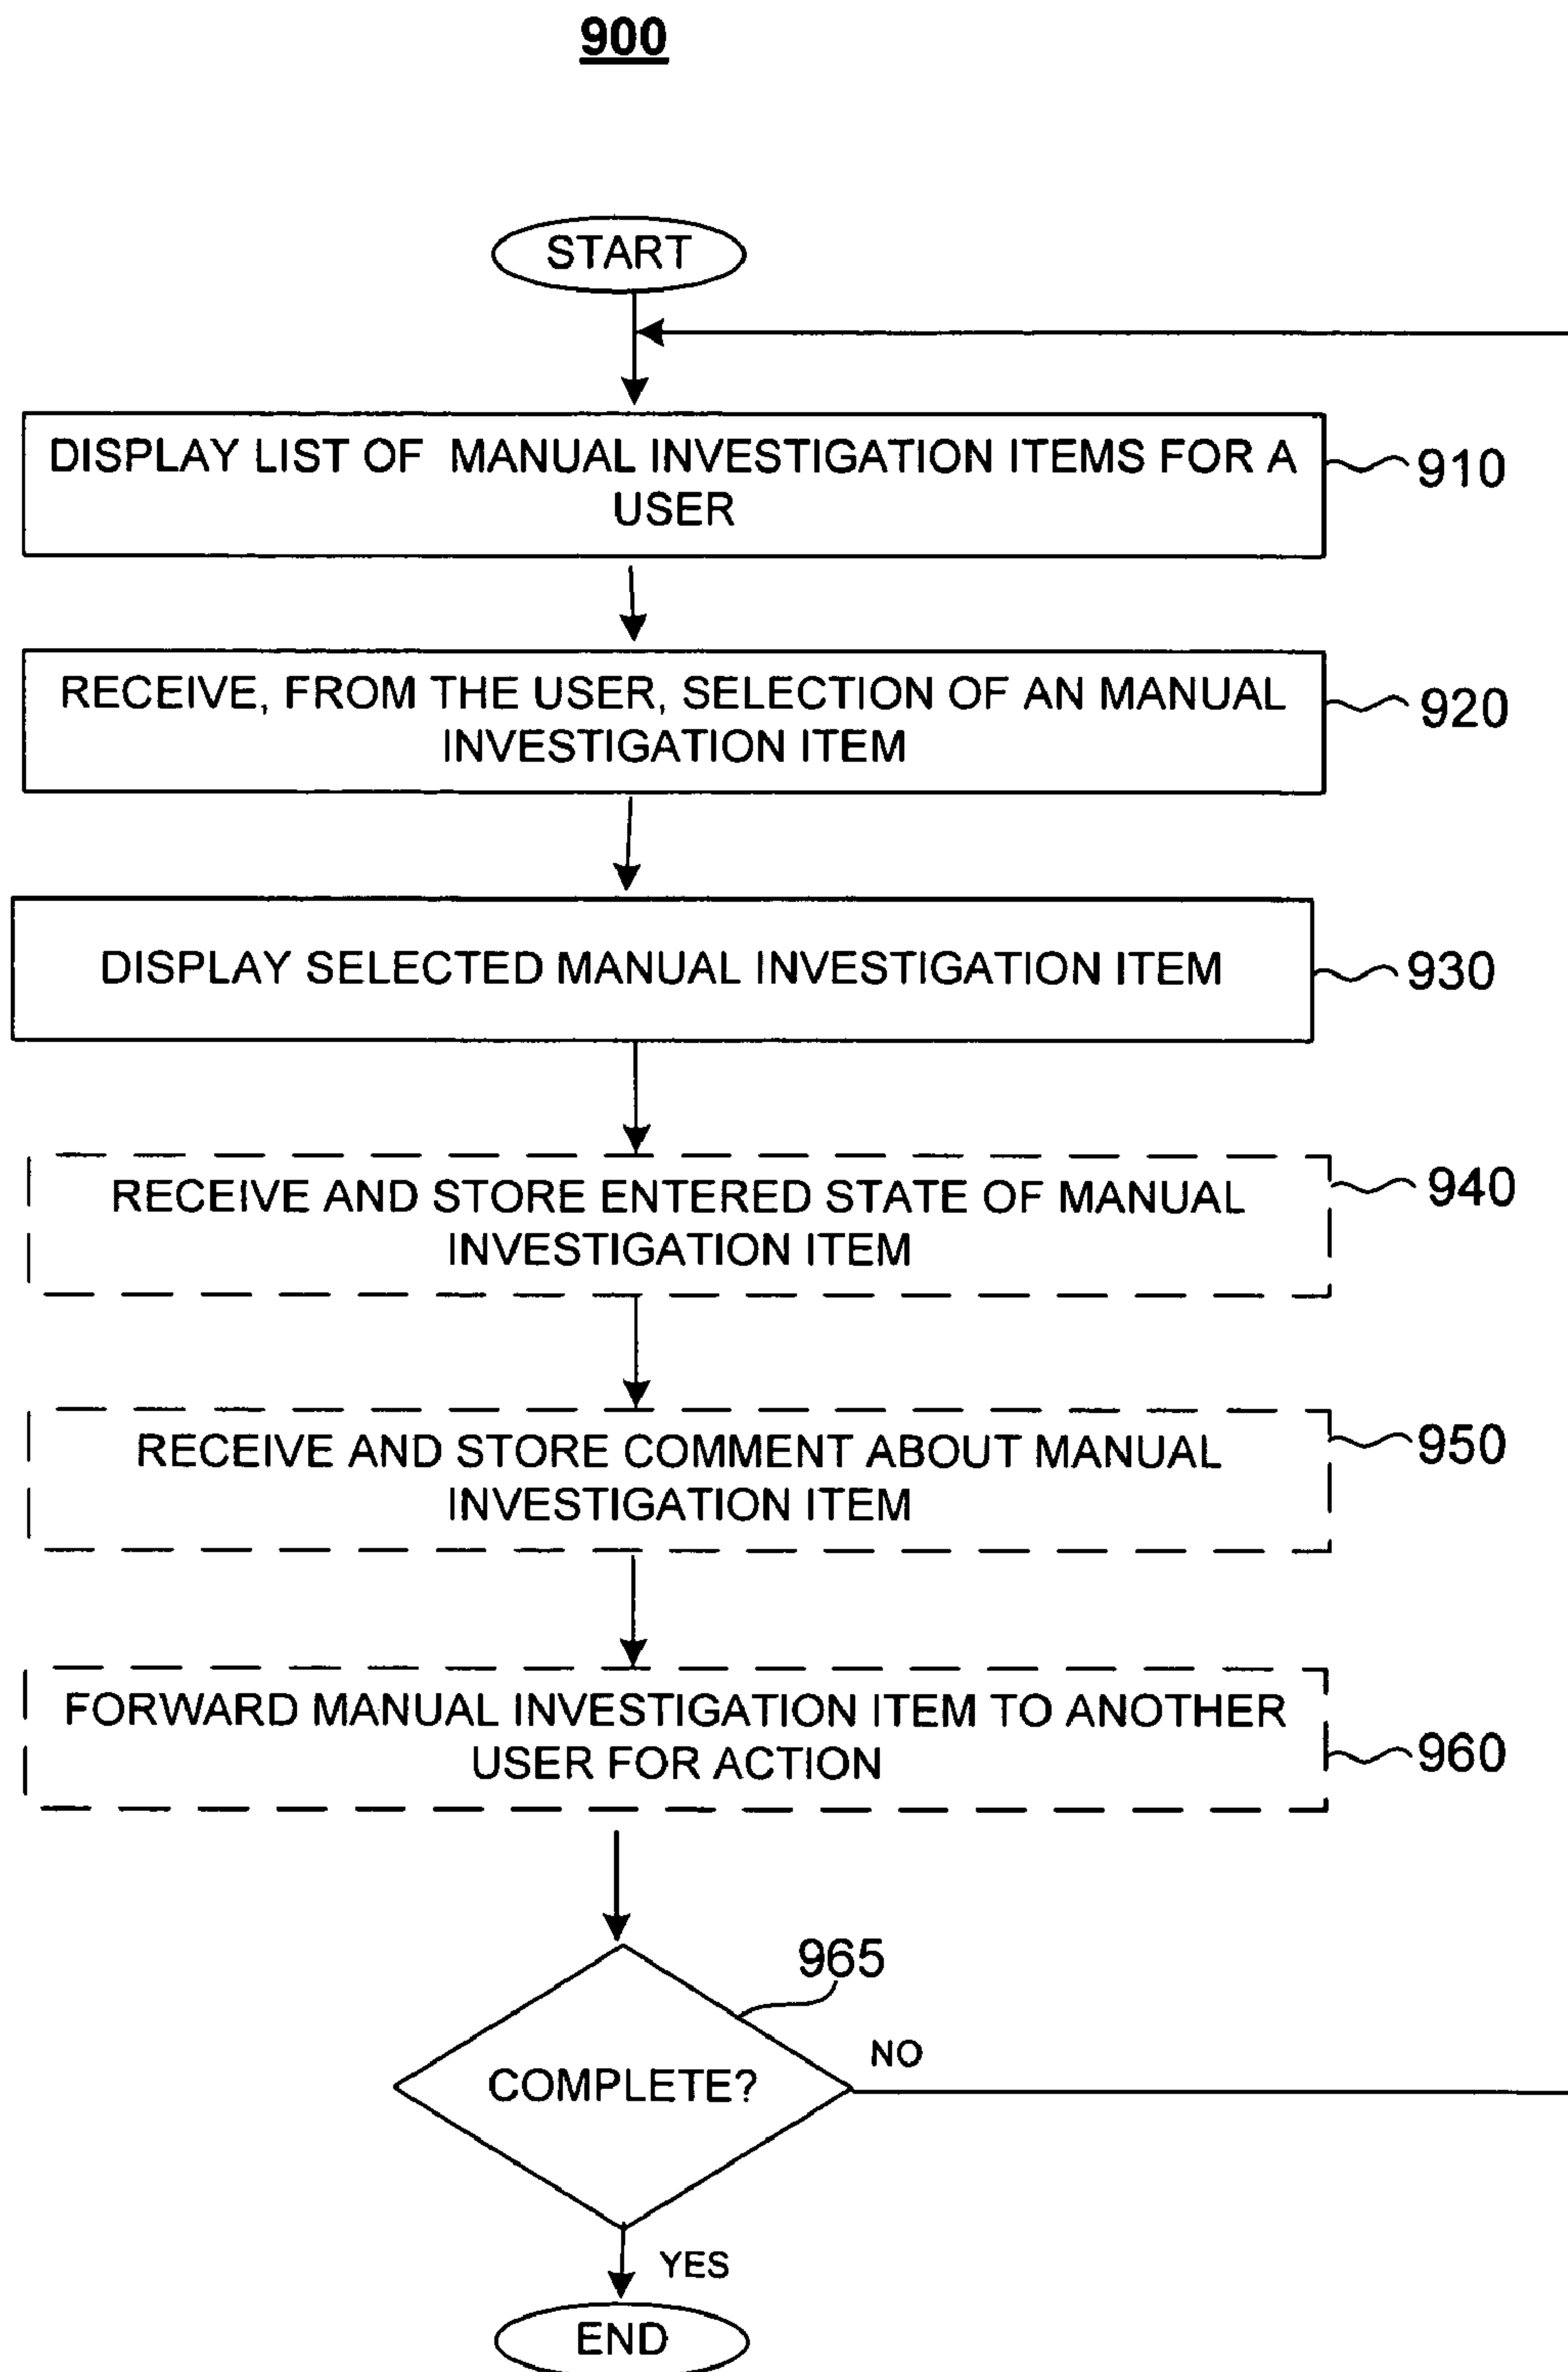 900
START
DISPLAY LIST OF MANUAL INVESTIGATION ITEMS FOR A
USER
910
RECEIVE, FROM THE USER, SELECTION OF AN MANUAL
INVESTIGATION ITEM
920
DISPLAY SELECTED MANUAL INVESTIGATION ITEM
930
RECEIVE AND STORE ENTERED STATE OF MANUAL
INVESTIGATION ITEM
940
RECEIVE AND STORE COMMENT ABOUT MANUAL
INVESTIGATION ITEM
950
FORWARD MANUAL INVESTIGATION ITEM TO ANOTHER
USER FOR ACTION
960
965
COMPLETE?
NO
YES
END